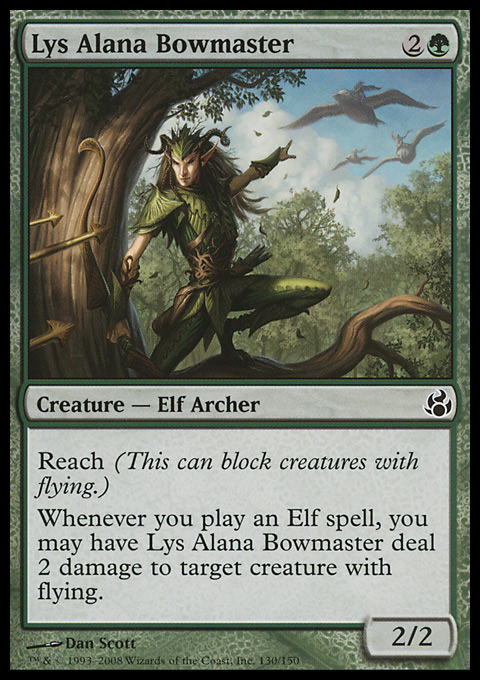 Lys Alana Bowmaster 2
Creature — Elf Archer
Reach (This can block creatures with
flying.)
Whenever you play an Elf spell, you
may have Lys Alana Bowmaster deal
2 damage to target creature with
flying.
2/2
Dan Scott
™ & © 1993–2008 Wizards of the Coast, Inc. 130/150